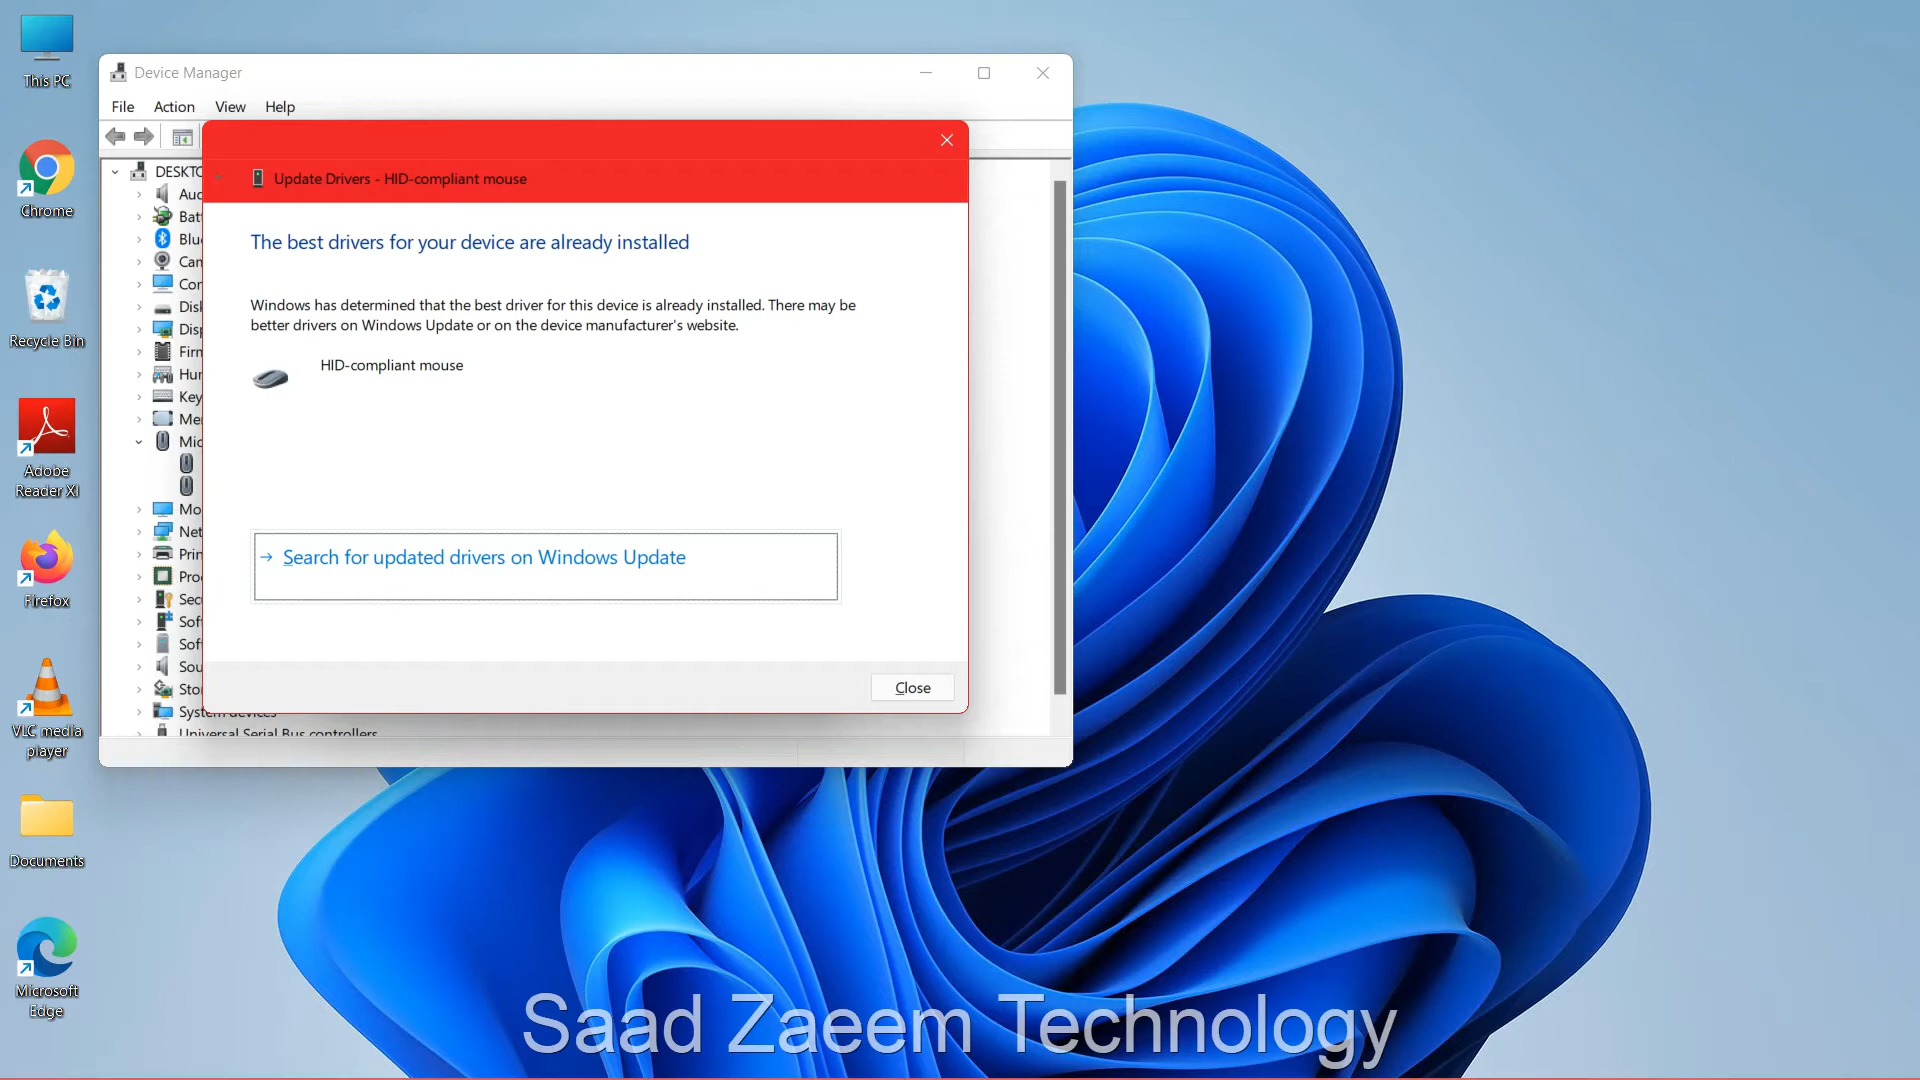 This PC
Chrome
Recycle Bin
Adobe
Reader XI
Firefox
VLC media
player
Documents
Microsoft
Edge
Device Manager
File Action View Help
Update Drivers - HID-compliant mouse
The best drivers for your device are already installed
Windows has determined that the best driver for this device is already installed. There may be
better drivers on Windows Update or on the device manufacturer's website.
HID-compliant mouse
→ Search for updated drivers on Windows Update
Close
System devices
Universal Serial Bus controllers
Saad Zaeem Technology